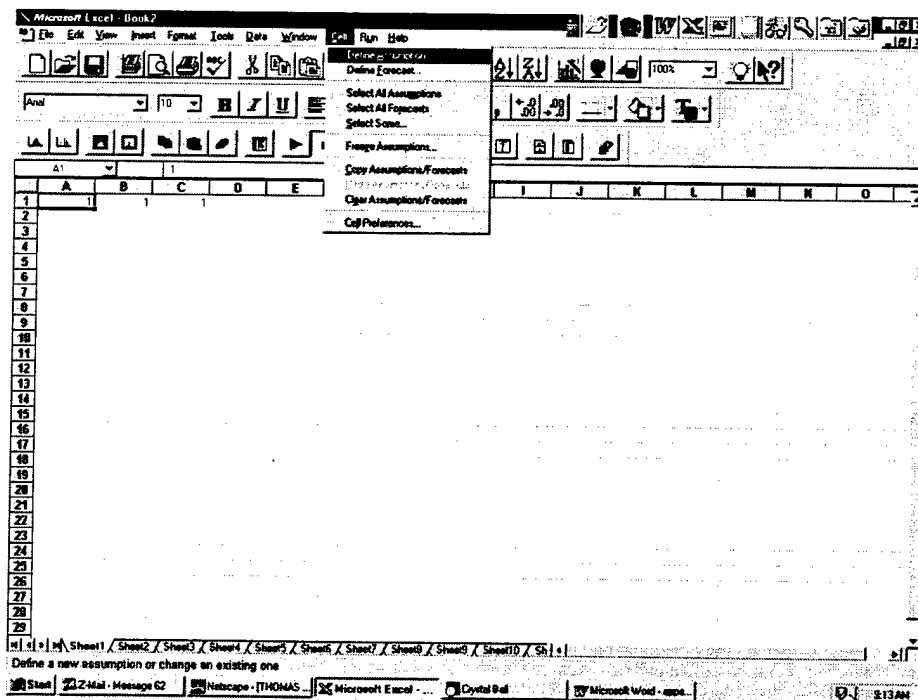 Microsoft Excel - Book2
File Edit View Insert Format Tools Data Window Cell Run Help
Define Assumption...
Define Forecast...
Select All Assumptions
Select All Forecasts
Select Some...
Freeze Assumptions...
Copy Assumptions/Forecasts
Clear Assumptions/Forecasts
Cell Preferences...
100%
Arial 10 B I U
A1 1
A B C D E I J K L M N O
1 1 1 1
2
3
4
5
6
7
8
9
10
11
12
13
14
15
16
17
18
19
20
21
22
23
24
25
26
27
28
29
Sheet1 Sheet2 Sheet3 Sheet4 Sheet5 Sheet6 Sheet7 Sheet8 Sheet9 Sheet10 Sh
Define a new assumption or change an existing one
Start Z-Mail - Message 62 Netscape - [THOMAS ... Microsoft Excel - ... Crystal Ball Microsoft Word - appe... 9:13AM